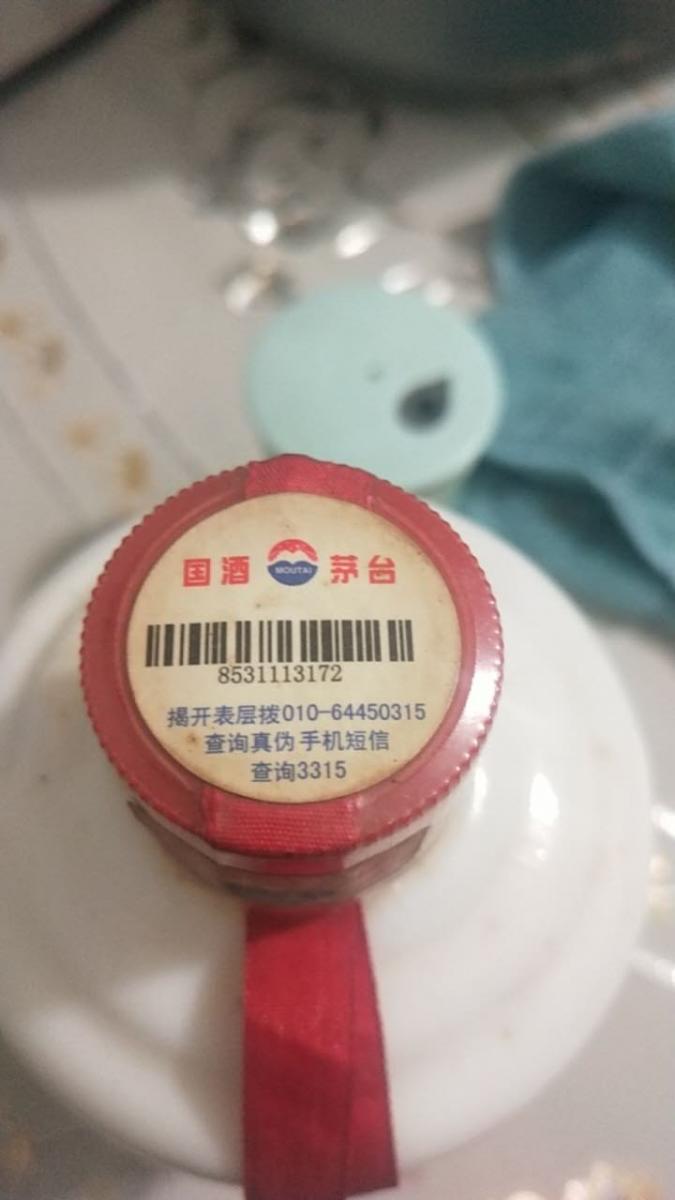 国酒 MOUTAI 茅台
8531113172
揭开表层拨010-64450315
查询真伪手机短信
查询3315